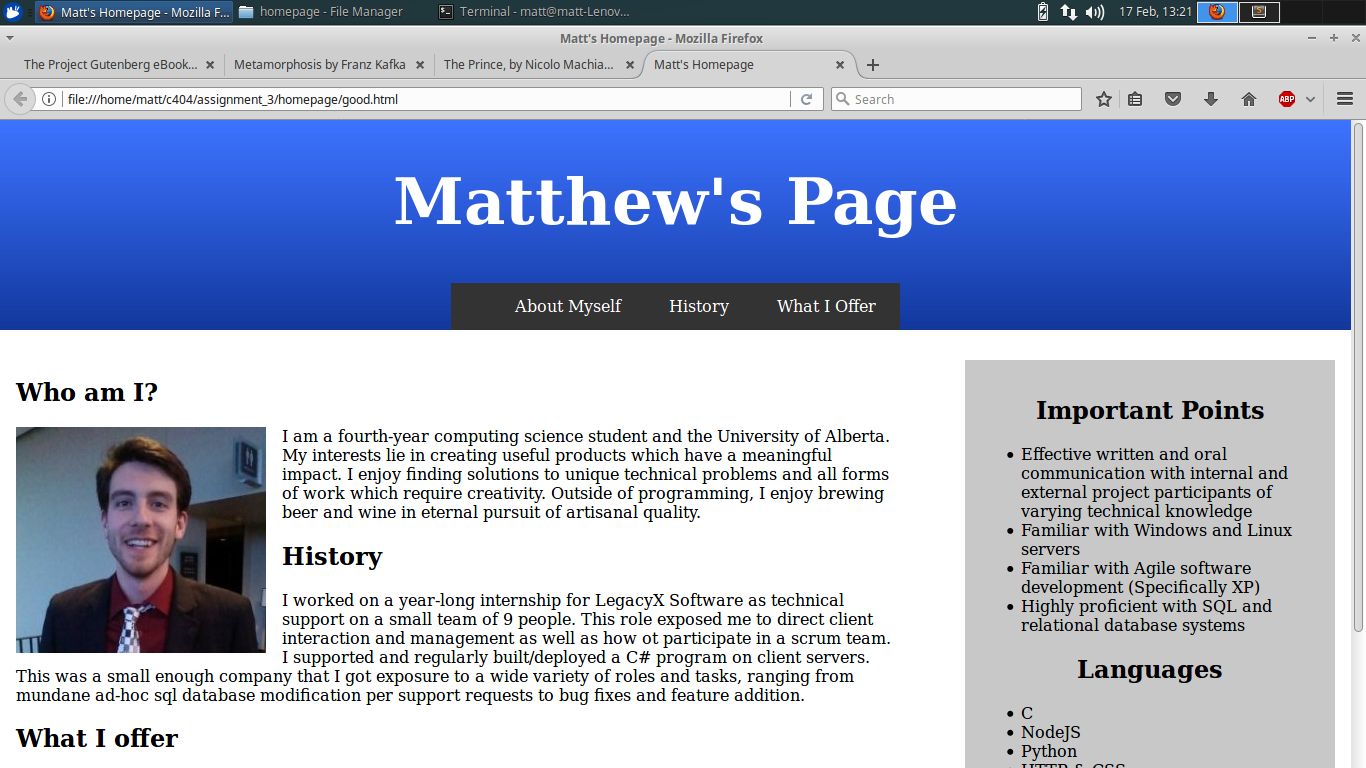 Matt's Homepage - Mozilla F...
homepage - File Manager
Terminal - matt@matt-Lenov...
17 Feb, 13:21
Matt's Homepage - Mozilla Firefox
The Project Gutenberg eBook...
Metamorphosis by Franz Kafka
The Prince, by Nicolo Machia...
Matt's Homepage
file:///home/matt/c404/assignment_3/homepage/good.html
Search
ABP
Matthew's Page
About Myself
History
What I Offer
Who am I?
I am a fourth-year computing science student and the University of Alberta.
My interests lie in creating useful products which have a meaningful
impact. I enjoy finding solutions to unique technical problems and all forms
of work which require creativity. Outside of programming, I enjoy brewing
beer and wine in eternal pursuit of artisanal quality.
History
I worked on a year-long internship for LegacyX Software as technical
support on a small team of 9 people. This role exposed me to direct client
interaction and management as well as how ot participate in a scrum team.
I supported and regularly built/deployed a C# program on client servers.
This was a small enough company that I got exposure to a wide variety of roles and tasks, ranging from
mundane ad-hoc sql database modification per support requests to bug fixes and feature addition.
What I offer
Important Points
• Effective written and oral
communication with internal and
external project participants of
varying technical knowledge
• Familiar with Windows and Linux
servers
• Familiar with Agile software
development (Specifically XP)
• Highly proficient with SQL and
relational database systems
Languages
• C
• NodeJS
• Python
• HTTP & CSS